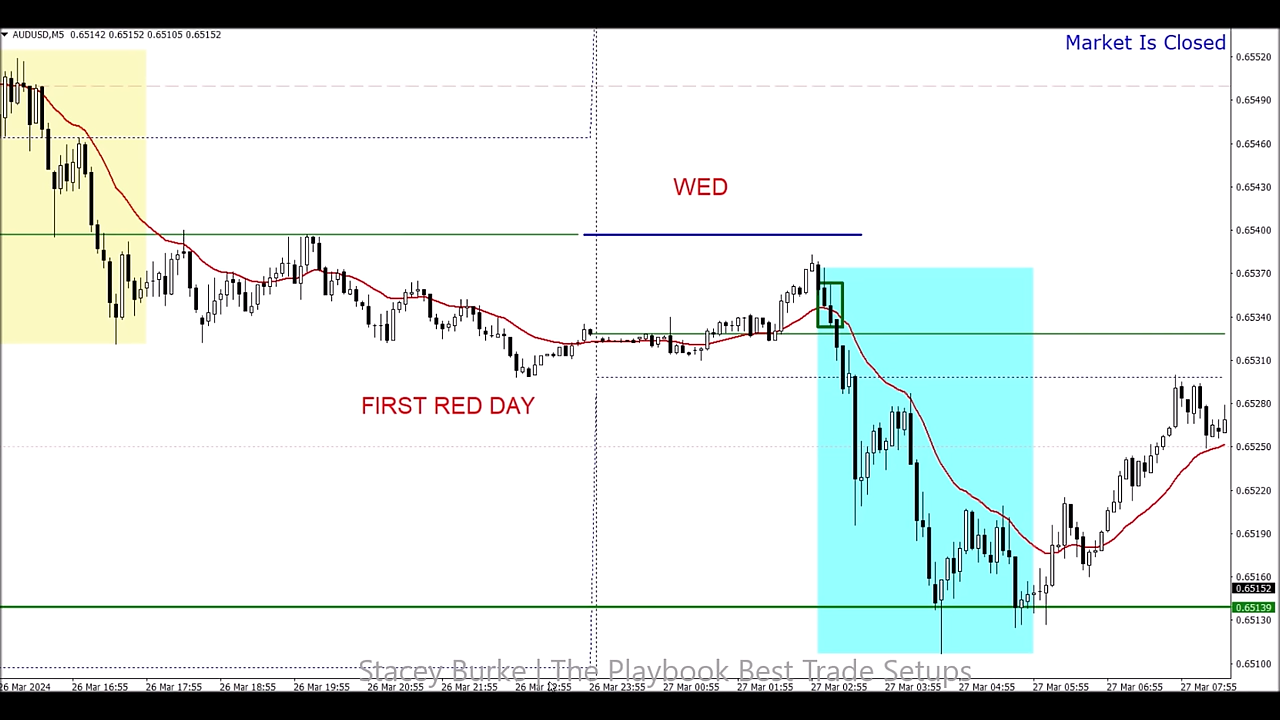 AUDUSD,M5 0.65142 0.65152 0.65105 0.65152
Market Is Closed
0.65520
0.65490
0.65460
WED
0.65430
0.65400
0.65370
0.65340
0.65310
FIRST RED DAY
0.65280
0.65250
0.65220
0.65190
0.65160
0.65152
0.65139
0.65130
0.65100
Stacey Burke | The Playbook Best Trade Setups
26 Mar 2024 26 Mar 16:55 26 Mar 17:55 26 Mar 18:55 26 Mar 19:55 26 Mar 20:55 26 Mar 21:55 26 Mar 22:55 26 Mar 23:55 27 Mar 00:55 27 Mar 01:55 27 Mar 02:55 27 Mar 03:55 27 Mar 04:55 27 Mar 05:55 27 Mar 06:55 27 Mar 07:55